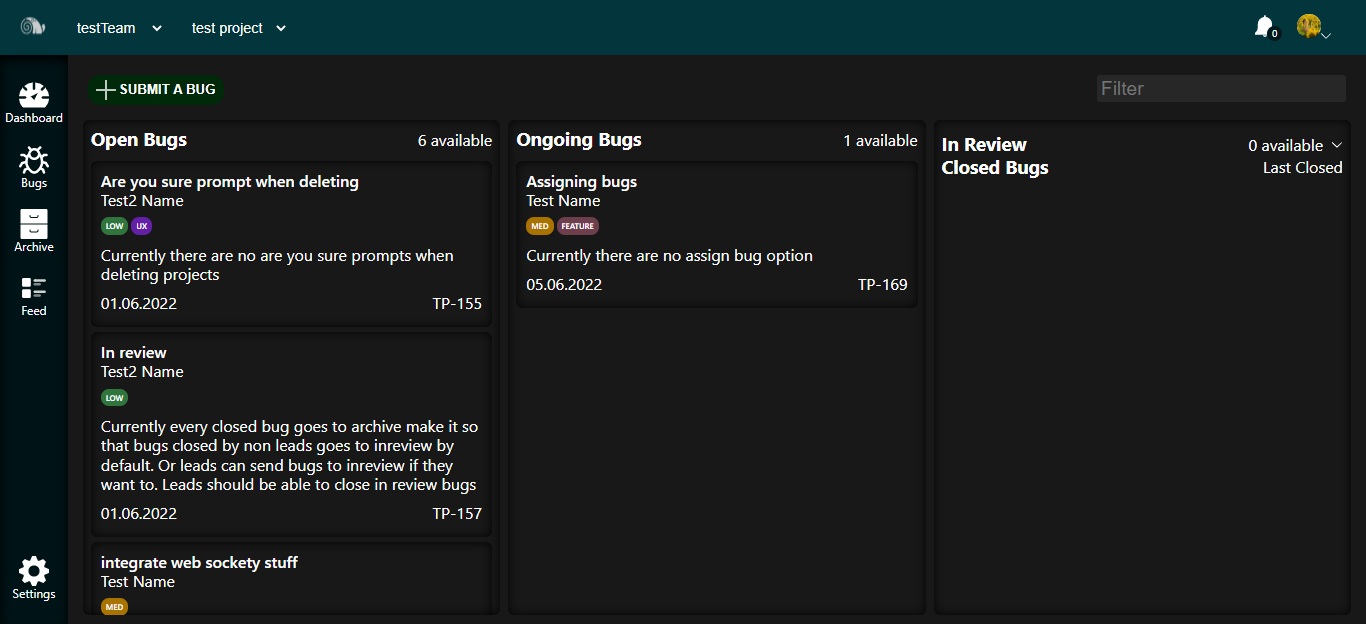 testTeam
test project
0
Dashboard
Bugs
Archive
Feed
Settings
SUBMIT A BUG
Filter
Open Bugs 6 available
Are you sure prompt when deleting
Test2 Name
LOW UX
Currently there are no are you sure prompts when
deleting projects
01.06.2022 TP-155
In review
Test2 Name
LOW
Currently every closed bug goes to archive make it so
that bugs closed by non leads goes to inreview by
default. Or leads can send bugs to inreview if they
want to. Leads should be able to close in review bugs
01.06.2022 TP-157
integrate web sockety stuff
Test Name
MED
Ongoing Bugs 1 available
Assigning bugs
Test Name
MED FEATURE
Currently there are no assign bug option
05.06.2022 TP-169
In Review 0 available
Closed Bugs Last Closed